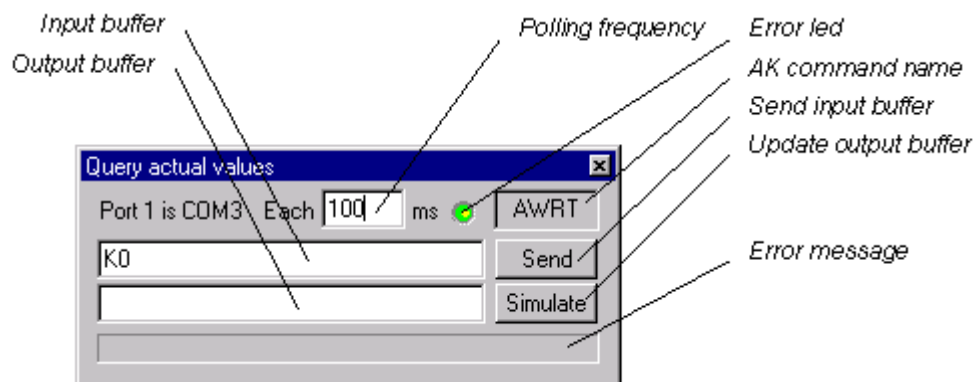 Input buffer
Polling frequency
Error led
Output buffer
AK command name
Send input buffer
Update output buffer
Query actual values
Port 1 is COM3 Each 100 ms AWRT
K0
Send
Error message
Simulate